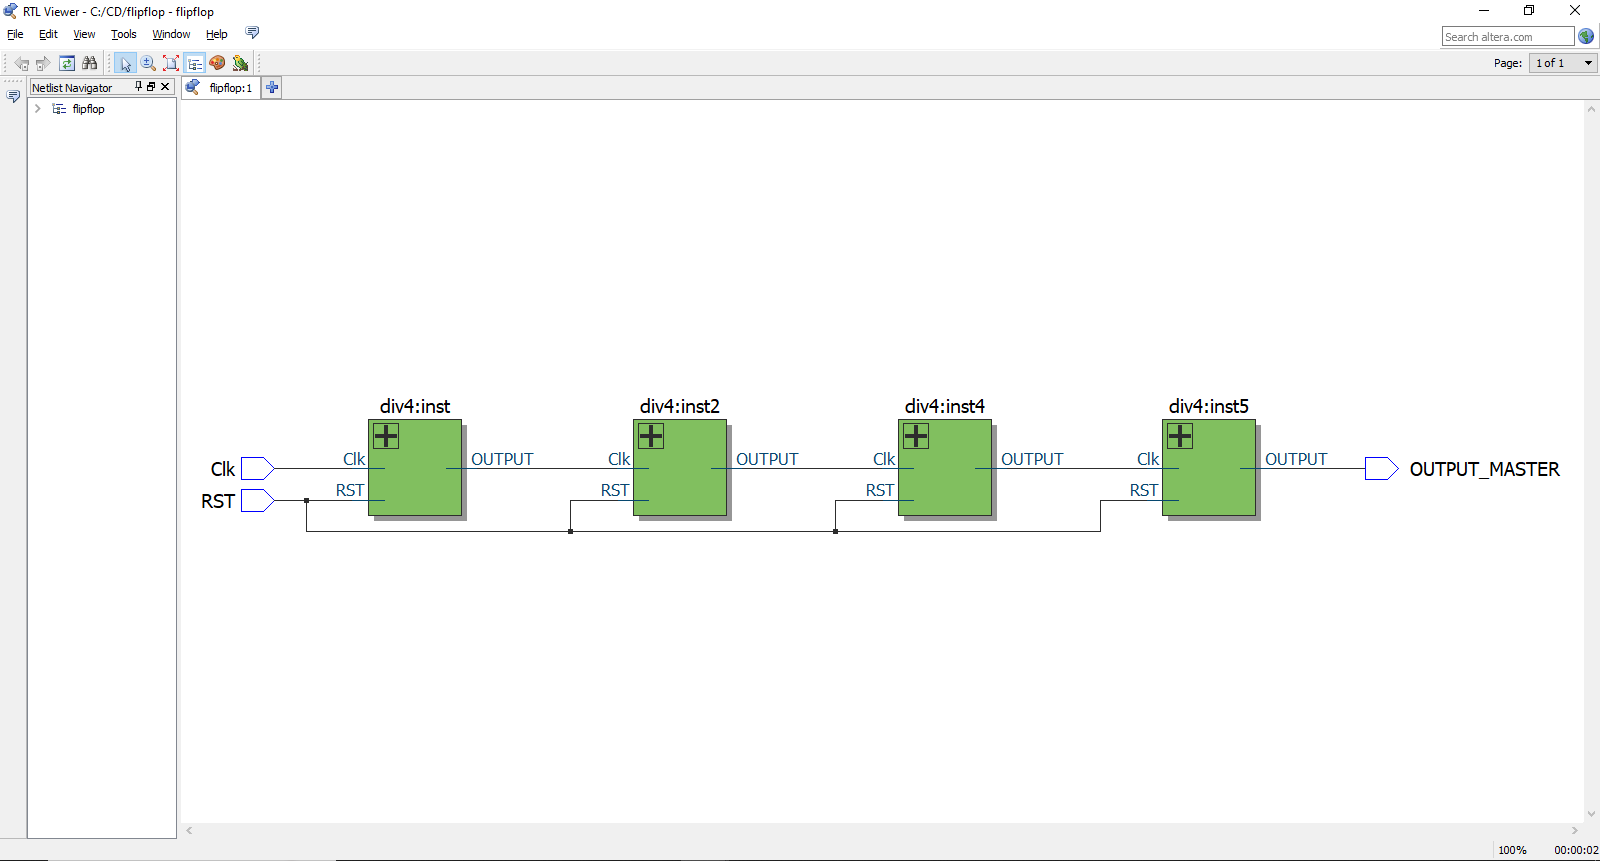 RTL Viewer - C:/CD/flipflop - flipflop
File Edit View Tools Window Help
Search altera.com
Page: 1 of 1
Netlist Navigator
flipflop:1
flipflop
div4:inst div4:inst2 div4:inst4 div4:inst5
Clk Clk OUTPUT Clk OUTPUT Clk OUTPUT Clk OUTPUT OUTPUT_MASTER
RST RST RST RST RST
100% 00:00:02